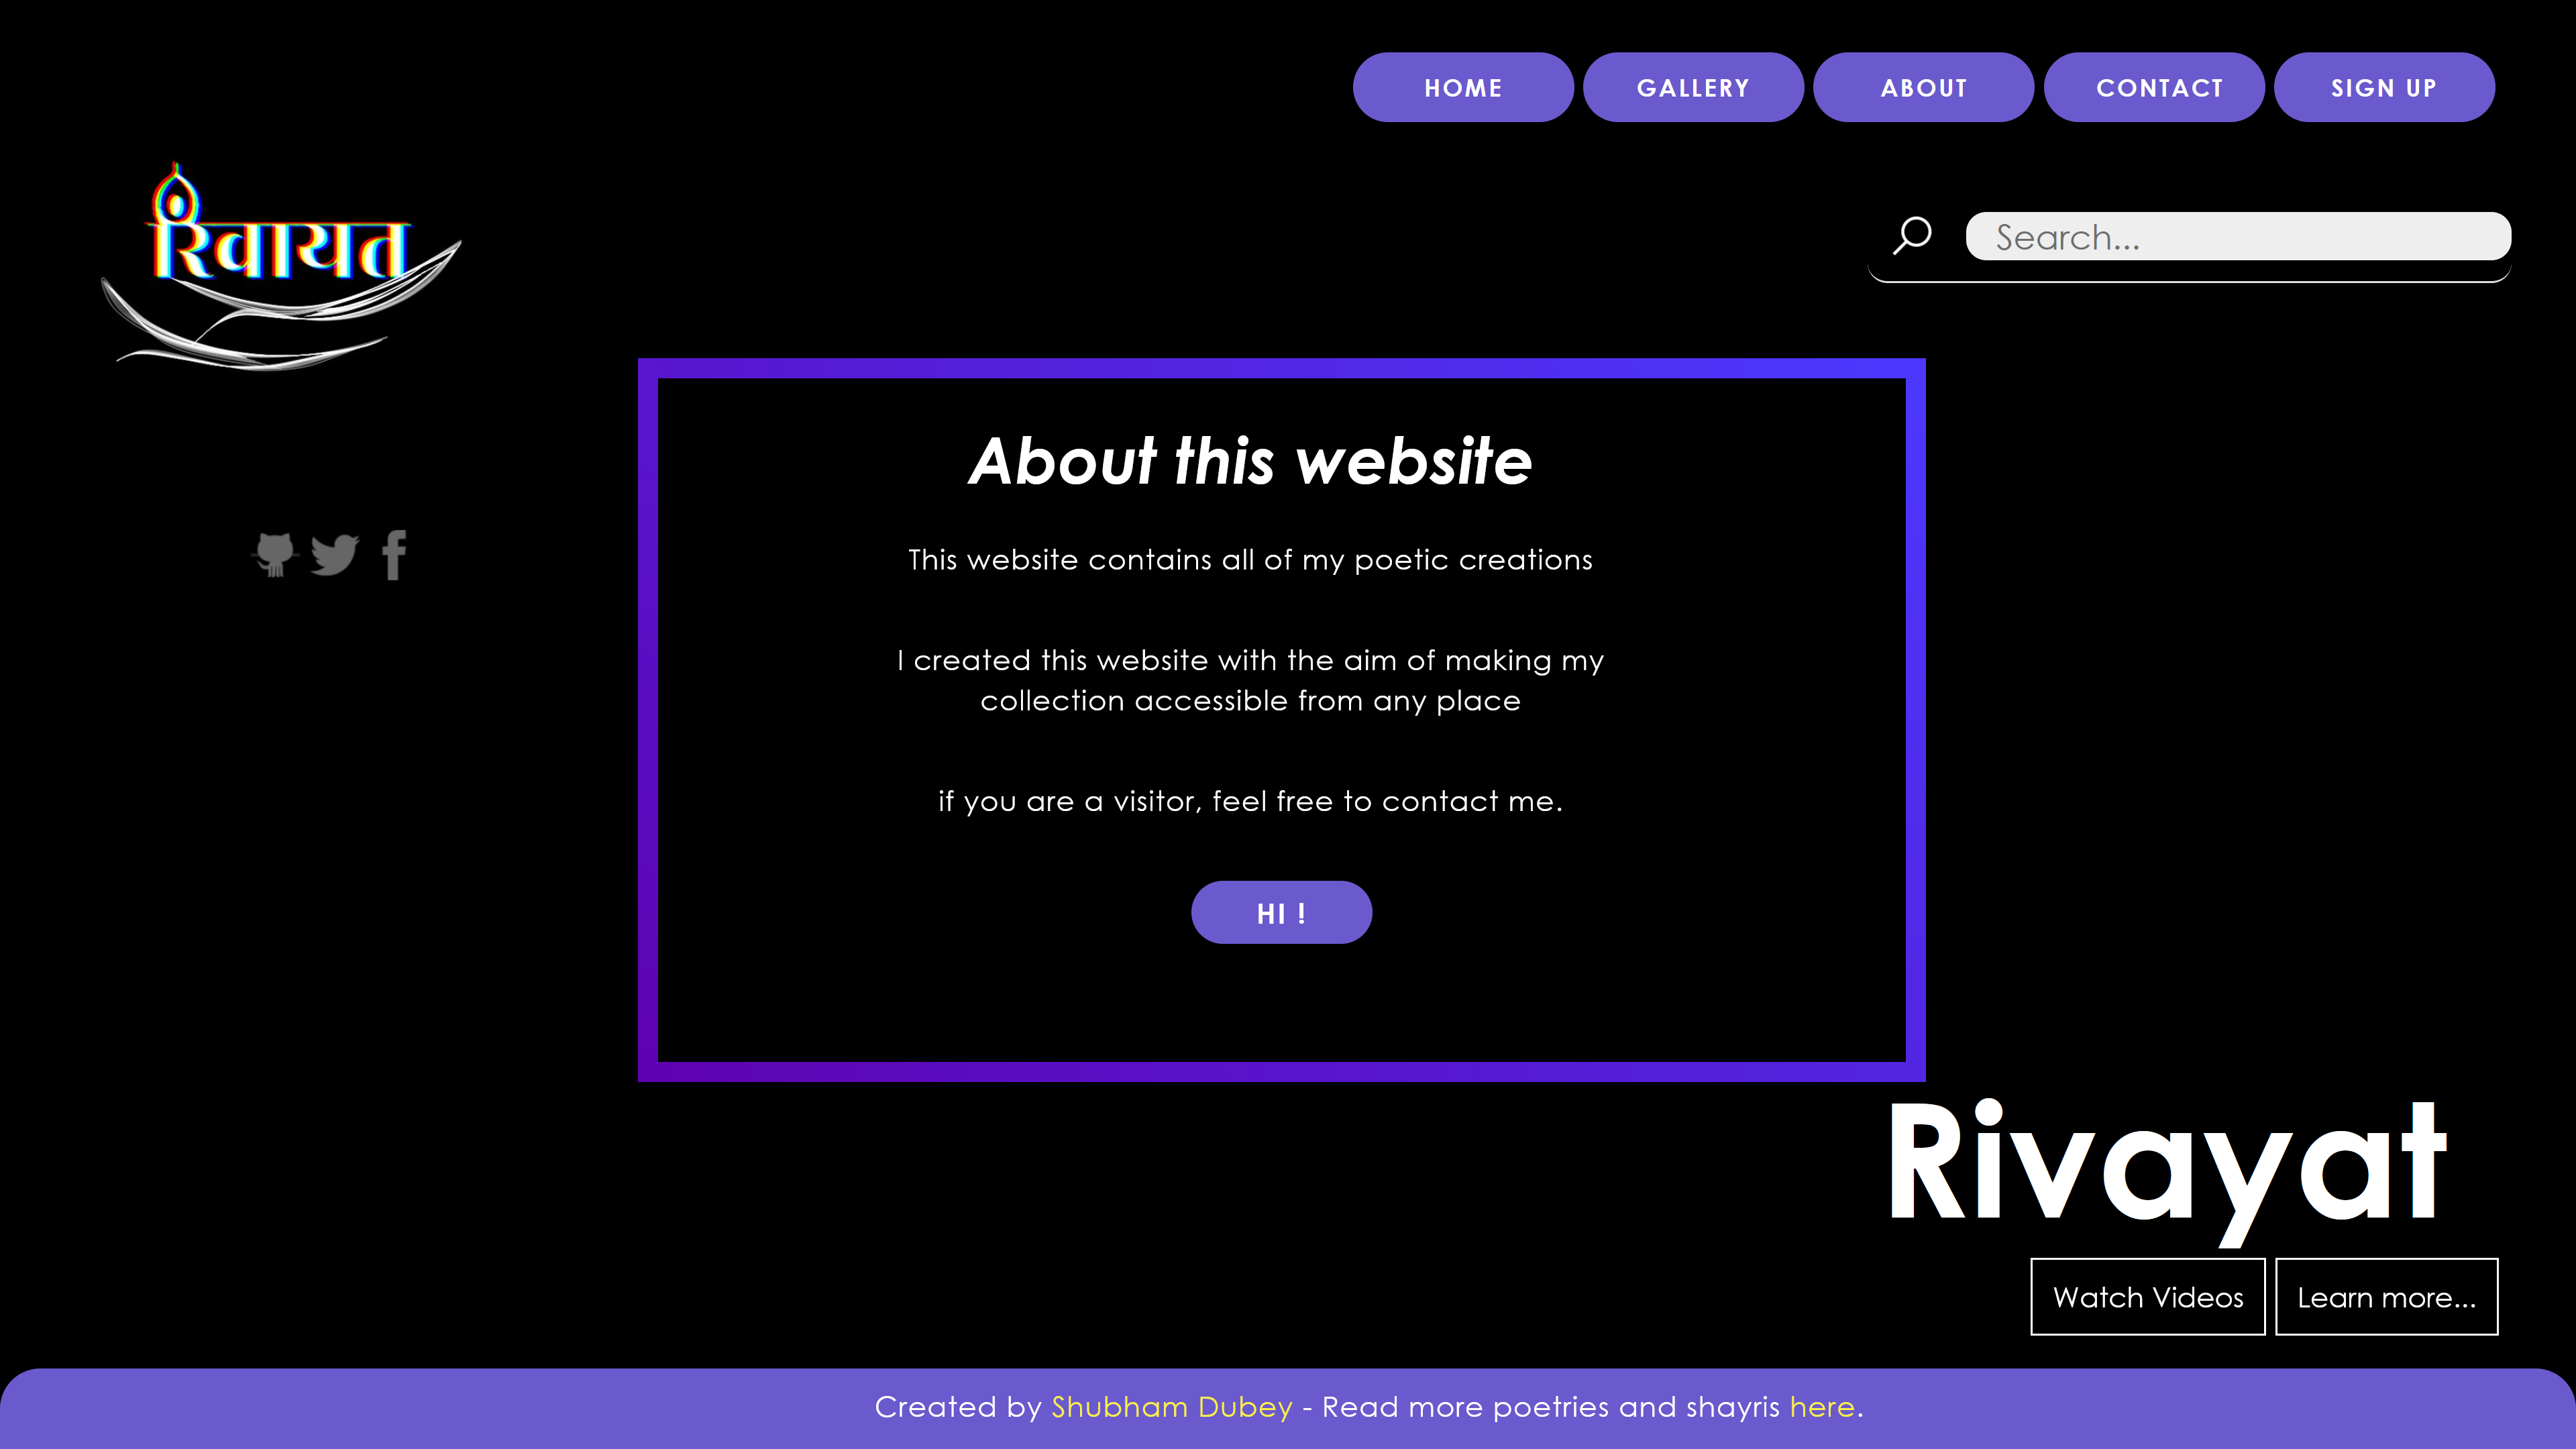 HOME GALLERY ABOUT CONTACT SIGN UP
रिवायत
Search...
About this website
This website contains all of my poetic creations
I created this website with the aim of making my
collection accessible from any place
if you are a visitor, feel free to contact me.
HI !
Rivayat
Watch Videos Learn more...
Created by Shubham Dubey - Read more poetries and shayris here.